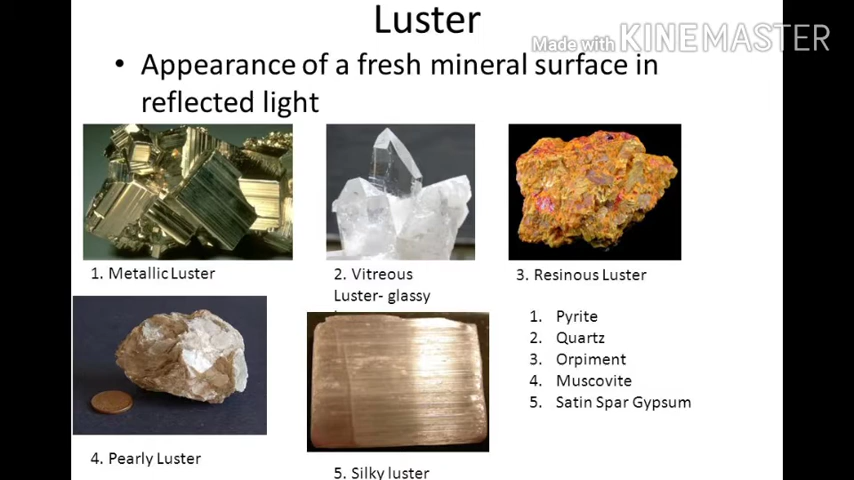 Luster
Made with KINEMASTER
• Appearance of a fresh mineral surface in
reflected light
1. Metallic Luster
2. Vitreous
Luster- glassy
3. Resinous Luster
1. Pyrite
2. Quartz
3. Orpiment
4. Muscovite
5. Satin Spar Gypsum
4. Pearly Luster
5. Silky luster